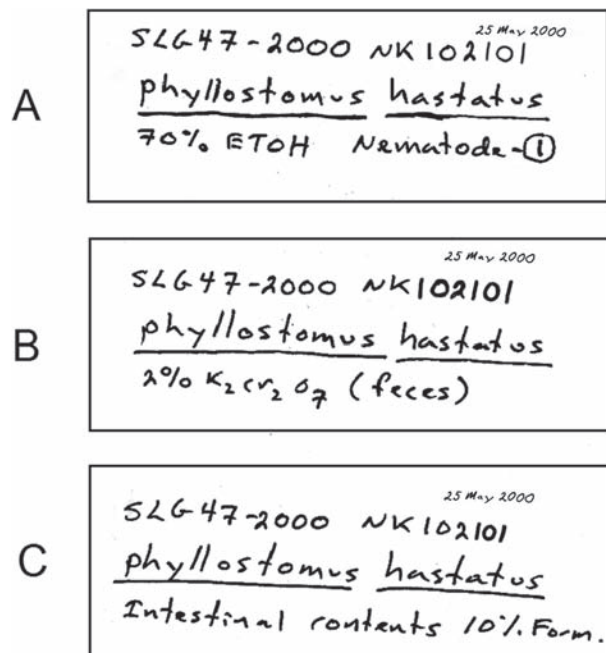 A
25 May 2000
SLG47-2000 NK102101
phyllostomus hastatus
70% ETOH Nematode-①
B
25 May 2000
SLG47-2000 NK102101
phyllostomus hastatus
2% K₂Cr₂O₇ (feces)
C
25 May 2000
SLG47-2000 NK102101
phyllostomus hastatus
Intestinal contents 10% Form.